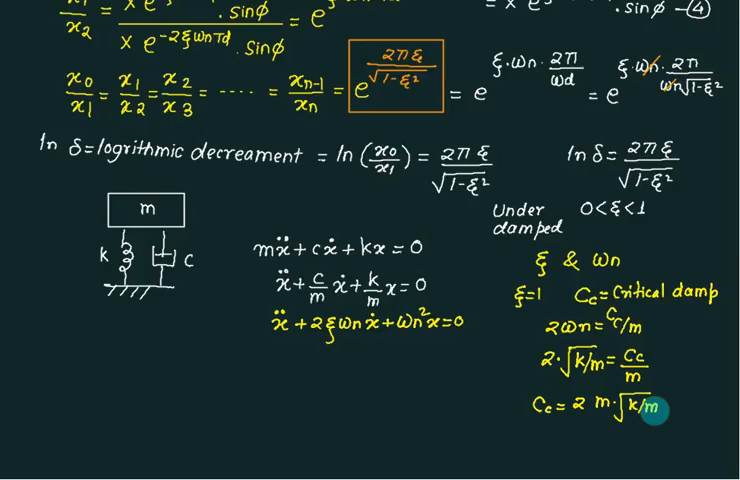 x1/x2 = x e^ξ . sinφ / x e^-2ξωnTd . sinφ = e^ξ
= x e^ξ . sinφ - ④
x0/x1 = x1/x2 = x2/x3 = ..... = xn-1/xn = e^(2πξ/√1-ξ²) = e^(ξ·ωn·2π/ωd) = e^(ξ·ωn·2π/ωn√1-ξ²)
ln δ = logrithmic decreament = ln(x0/x1) = 2πξ/√1-ξ²
ln δ = 2πξ/√1-ξ²
Under damped 0<ξ<1
m
K
C
mẍ + cẋ + kx = 0
ẍ + c/m ẋ + k/m x = 0
ẍ + 2ξωnẋ + ωn²x = 0
ξ & ωn
ξ=1 Cc = Critical damp
2ωn = Cc/m
2·√k/m = Cc/m
Cc = 2 m·√k/m